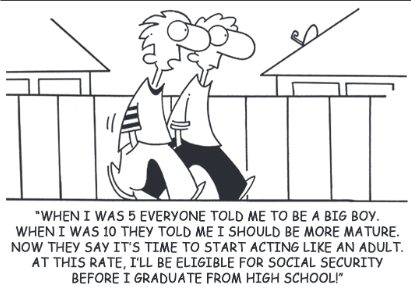 "WHEN I WAS 5 EVERYONE TOLD ME TO BE A BIG BOY.
WHEN I WAS 10 THEY TOLD ME I SHOULD BE MORE MATURE.
NOW THEY SAY IT'S TIME TO START ACTING LIKE AN ADULT.
AT THIS RATE, I'LL BE ELIGIBLE FOR SOCIAL SECURITY
BEFORE I GRADUATE FROM HIGH SCHOOL!"